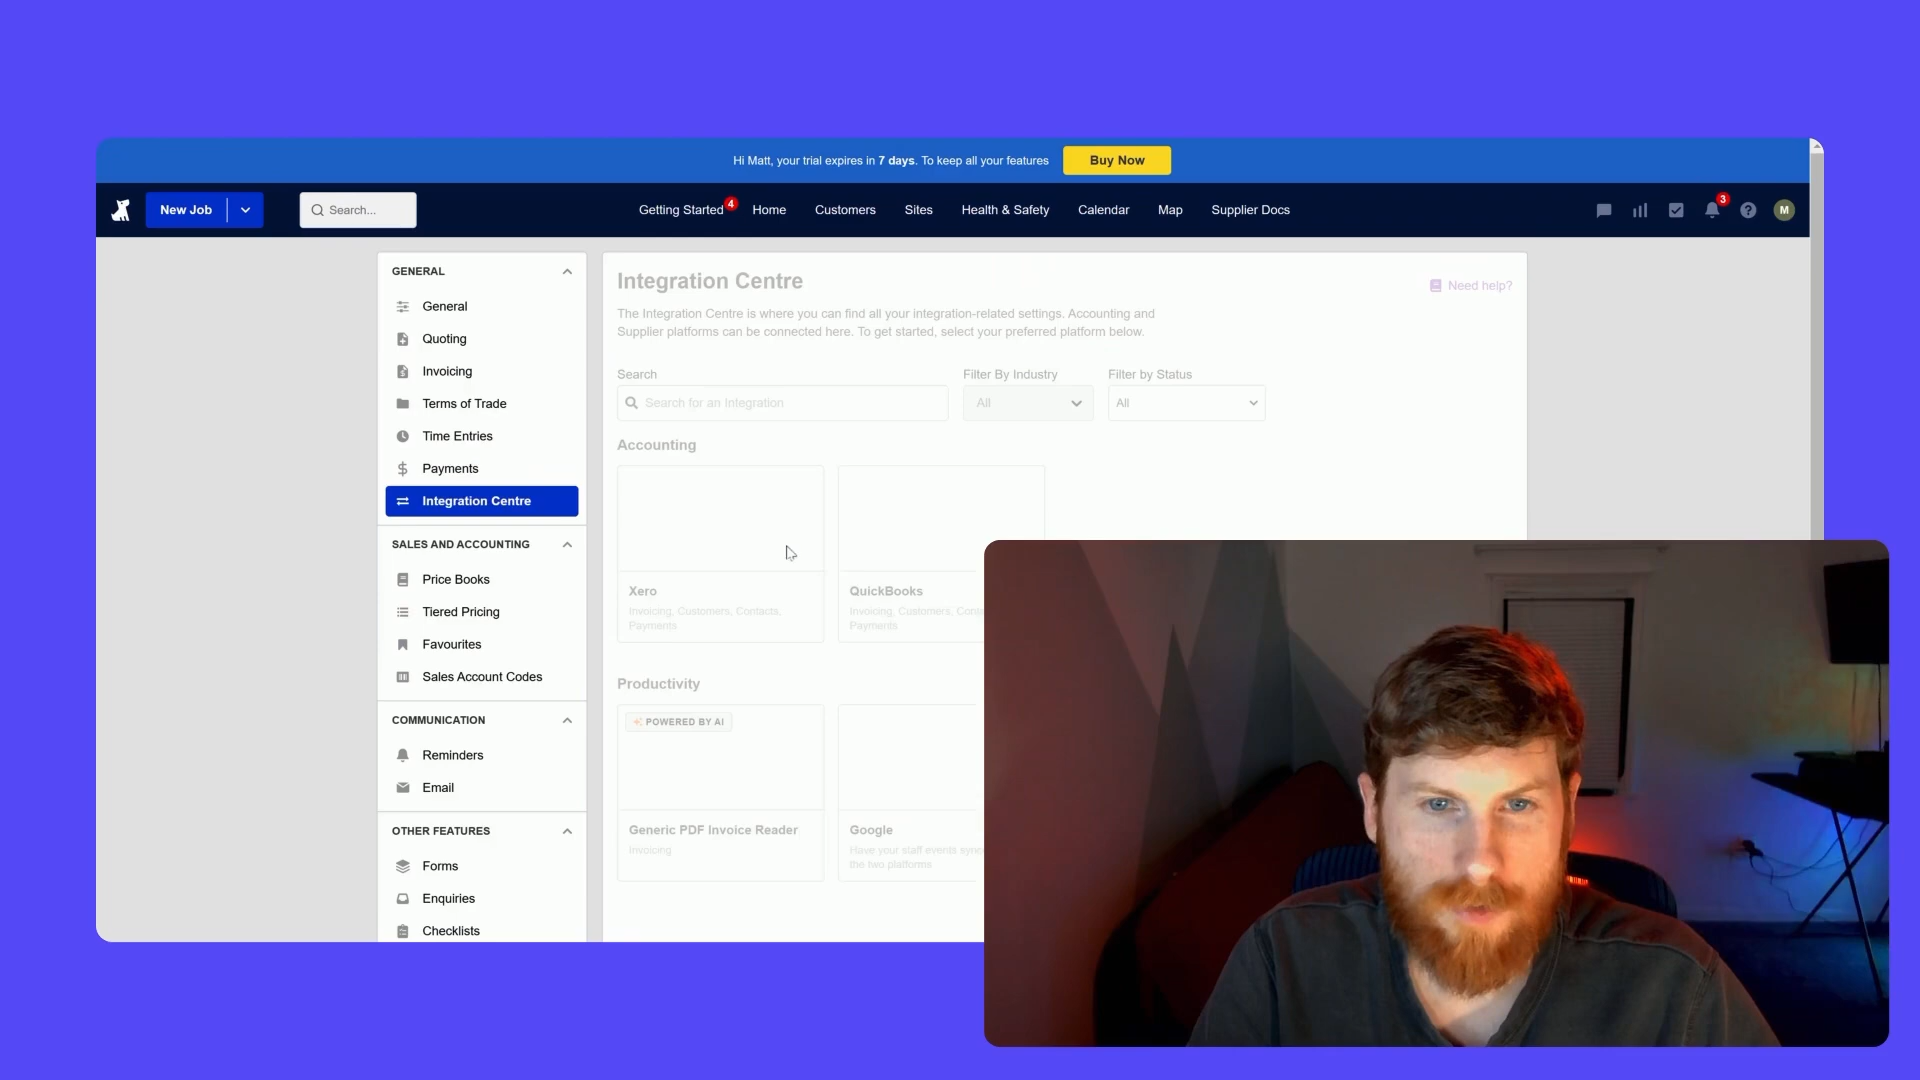 Hi Matt, your trial expires in 7 days. To keep all your features
Buy Now
New Job
Search...
Getting Started 4
Home
Customers
Sites
Health & Safety
Calendar
Map
Supplier Docs
3
M
GENERAL
General
Quoting
Invoicing
Terms of Trade
Time Entries
Payments
Integration Centre
SALES AND ACCOUNTING
Price Books
Tiered Pricing
Favourites
Sales Account Codes
COMMUNICATION
Reminders
Email
OTHER FEATURES
Forms
Enquiries
Checklists
Integration Centre
Need help?
The Integration Centre is where you can find all your integration-related settings. Accounting and
Supplier platforms can be connected here. To get started, select your preferred platform below.
Search
Search for an Integration
Filter By Industry
All
Filter by Status
All
Accounting
Xero
Invoicing, Customers, Contacts,
Payments
QuickBooks
Invoicing, Customers,
Payments
Productivity
POWERED BY AI
Generic PDF Invoice Reader
Invoicing
Google
Have your staff events
the two platforms